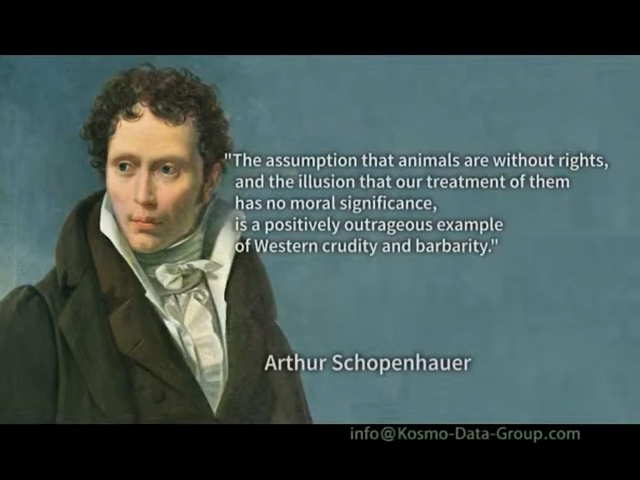 "The assumption that animals are without rights,
and the illusion that our treatment of them
has no moral significance,
is a positively outrageous example
of Western crudity and barbarity."
Arthur Schopenhauer
info@Kosmo-Data-Group.com